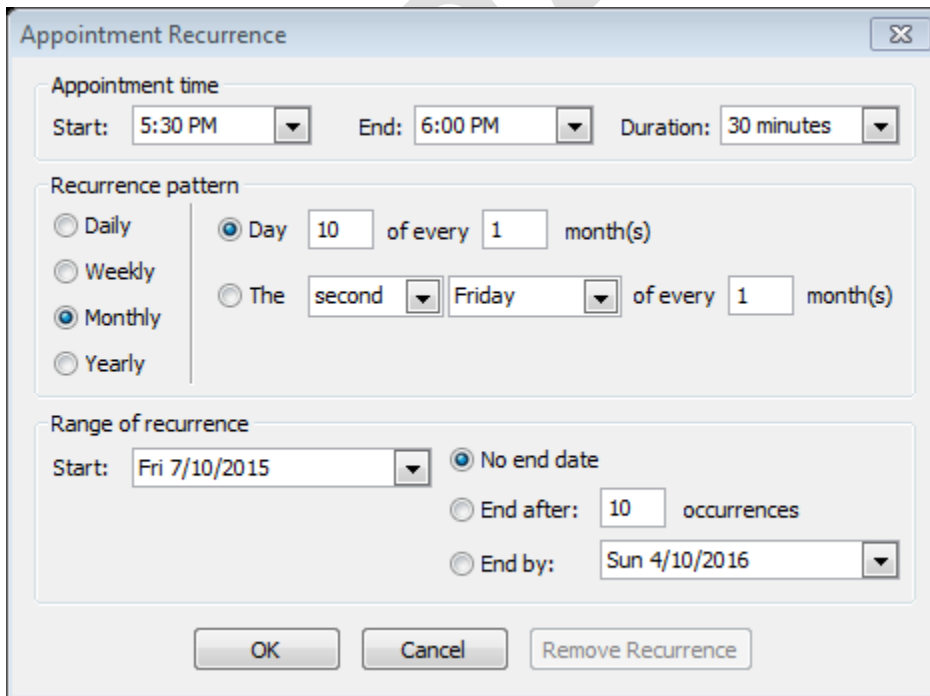 Appointment Recurrence
Appointment time
Start: 5:30 PM End: 6:00 PM Duration: 30 minutes
Recurrence pattern
Daily
Weekly
Monthly
Yearly
Day 10 of every 1 month(s)
The second Friday of every 1 month(s)
Range of recurrence
Start: Fri 7/10/2015
No end date
End after: 10 occurrences
End by: Sun 4/10/2016
OK Cancel Remove Recurrence